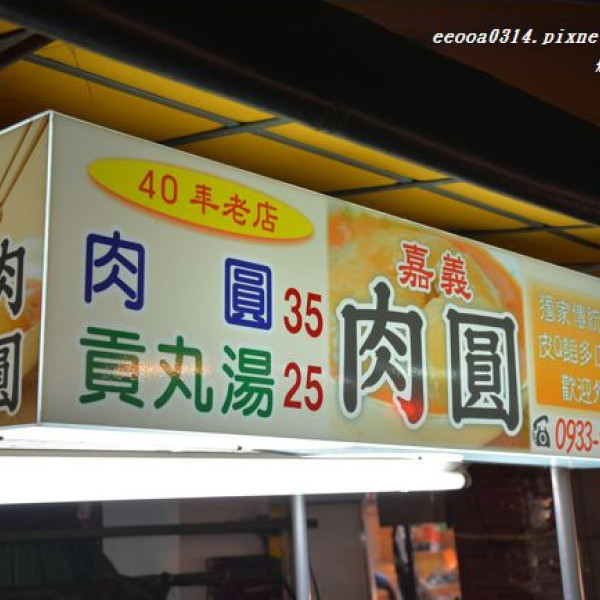 eeooa0314.pixne
40年老店
肉圓 35
貢丸湯 25
嘉義
肉圓
肉圓
獨家傳統
皮Q餡多
歡迎
0933-